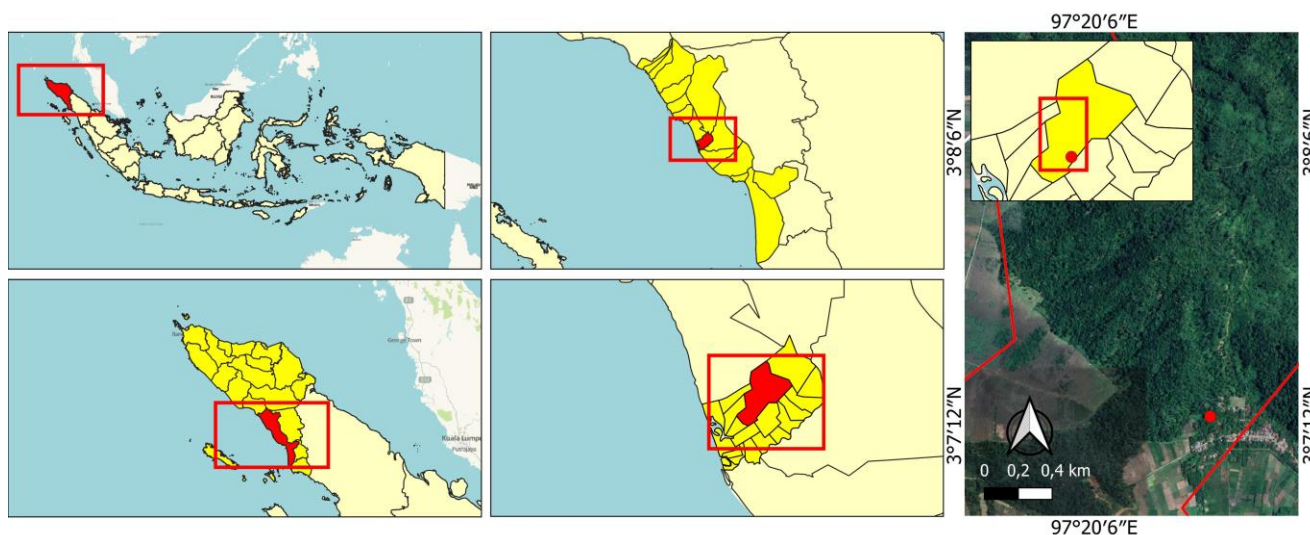 97°20′6″E
3°8′6″N
3°8′6″N
George Town
Kuala Lumpu
3°7′12″N
3°7′12″N
0 0,2 0,4 km
97°20′6″E